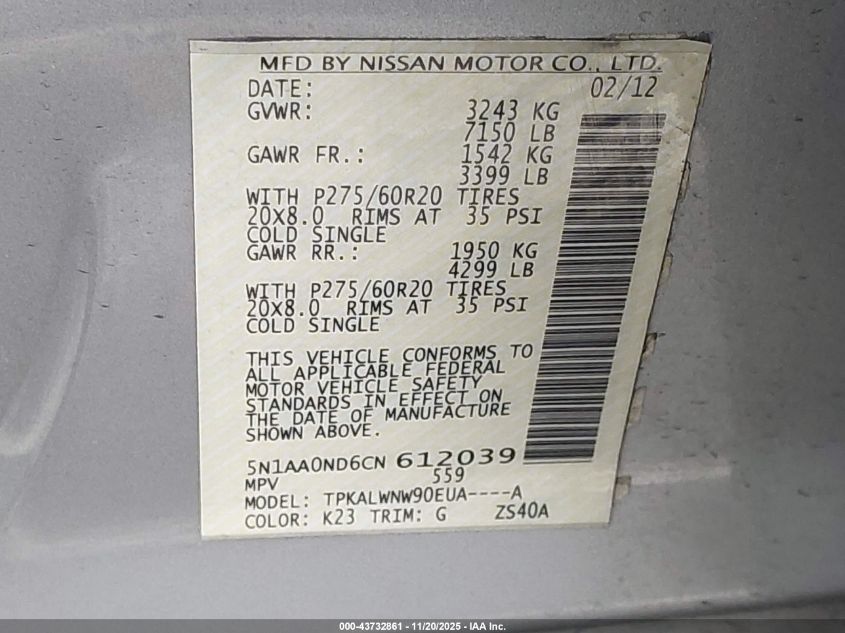 MFD BY NISSAN MOTOR CO., LTD.
DATE: 02/12
GVWR: 3243 KG
7150 LB
GAWR FR.: 1542 KG
3399 LB
WITH P275/60R20 TIRES
20X8.0 RIMS AT 35 PSI
COLD SINGLE
GAWR RR.: 1950 KG
4299 LB
WITH P275/60R20 TIRES
20X8.0 RIMS AT 35 PSI
COLD SINGLE
THIS VEHICLE CONFORMS TO
ALL APPLICABLE FEDERAL
MOTOR VEHICLE SAFETY
STANDARDS IN EFFECT ON
THE DATE OF MANUFACTURE
SHOWN ABOVE.
5N1AA0ND6CN 612039
MPV 559
MODEL: TPKALWNW90EUA----A
COLOR: K23 TRIM: G ZS40A
000-43732861 - 11/20/2025 - IAA Inc.